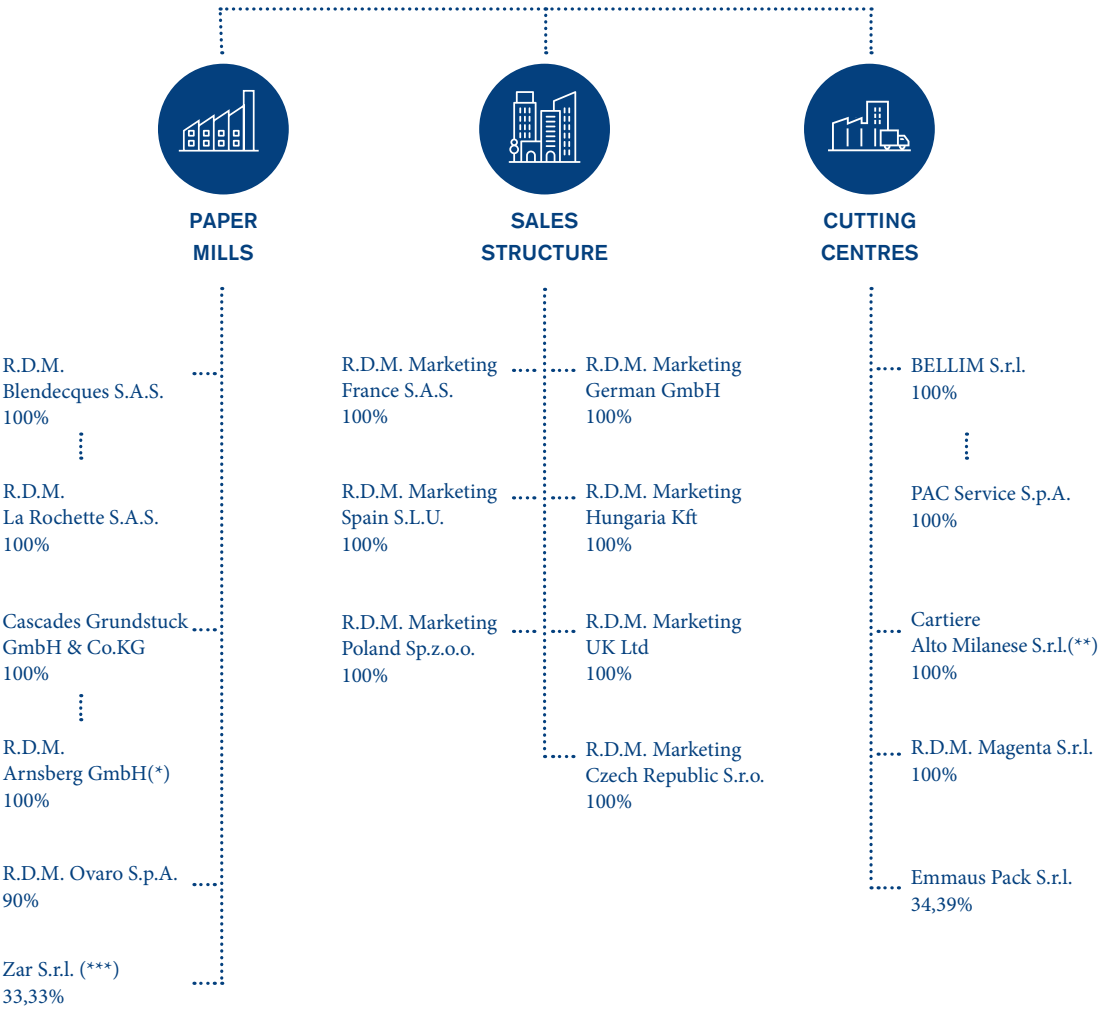 PAPER
MILLS
R.D.M.
Blendecques S.A.S.
100%
R.D.M.
La Rochette S.A.S.
100%
Cascades Grundstuck
GmbH & Co.KG
100%
R.D.M.
Arnsberg GmbH(*)
100%
R.D.M. Ovaro S.p.A.
90%
Zar S.r.l. (***)
33,33%
SALES
STRUCTURE
R.D.M. Marketing
France S.A.S.
100%
R.D.M. Marketing
Spain S.L.U.
100%
R.D.M. Marketing
Poland Sp.z.o.o.
100%
R.D.M. Marketing
German GmbH
100%
R.D.M. Marketing
Hungaria Kft
100%
R.D.M. Marketing
UK Ltd
100%
R.D.M. Marketing
Czech Republic S.r.o.
100%
CUTTING
CENTRES
BELLIM S.r.l.
100%
PAC Service S.p.A.
100%
Cartiere
Alto Milanese S.r.l.(**)
100%
R.D.M. Magenta S.r.l.
100%
Emmaus Pack S.r.l.
34,39%